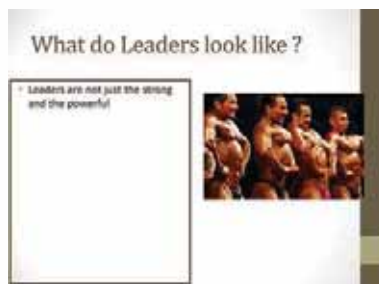 What do Leaders look like ?
• Leaders are not just the strong
and the powerful